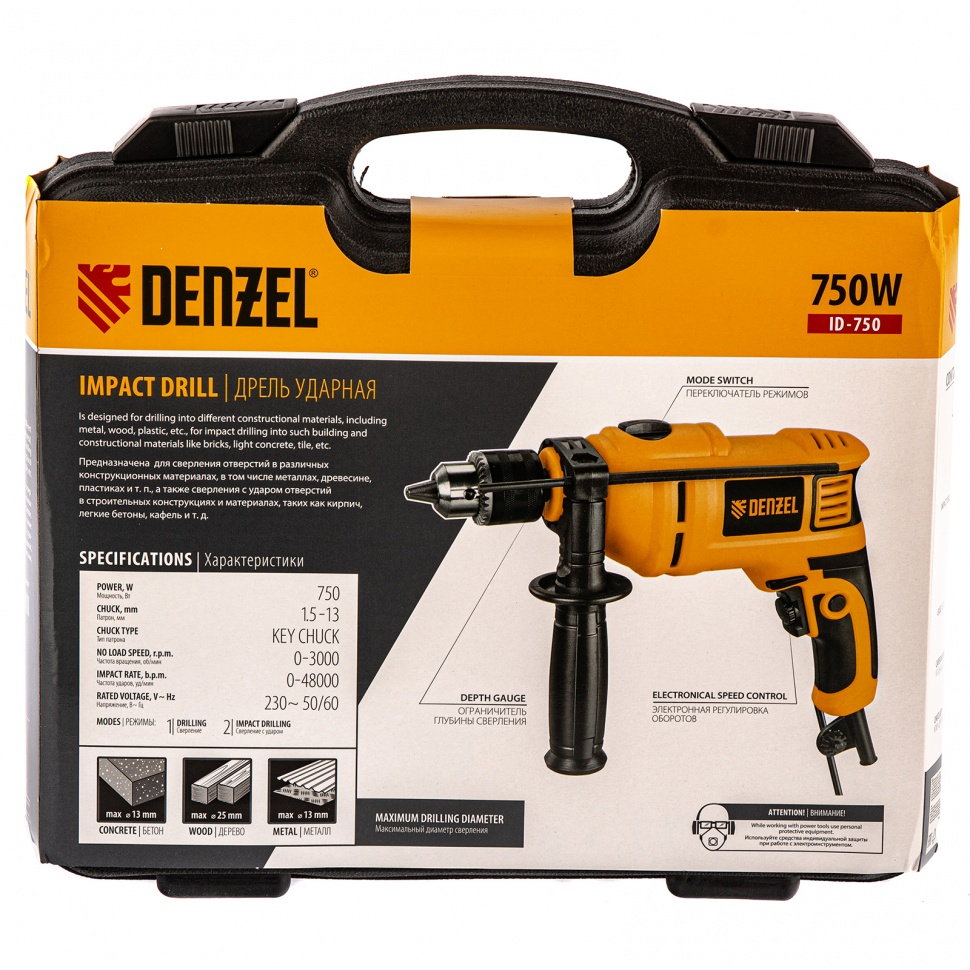 DENZEL®
750W
ID-750
IMPACT DRILL | ДРЕЛЬ УДАРНАЯ
Is designed for drilling into different constructional materials, including
metal, wood, plastic, etc., for impact drilling into such building and
constructional materials like bricks, light concrete, tile, etc.
Предназначена для сверления отверстий в различных
конструкционных материалах, в том числе металлах, древесине,
пластиках и т. п., а также сверления с ударом отверстий
в строительных конструкциях и материалах, таких как кирпич,
легкие бетоны, кафель и т. д.
MODE SWITCH
ПЕРЕКЛЮЧАТЕЛЬ РЕЖИМОВ
DENZEL
SPECIFICATIONS | Характеристики
POWER, W 750
Мощность, Вт
CHUCK, mm 1.5-13
Патрон, мм
CHUCK TYPE KEY CHUCK
Тип патрона
NO LOAD SPEED, r.p.m. 0-3000
Частота вращения, об/мин
IMPACT RATE, b.p.m. 0-48000
Частота ударов, уд/мин
RATED VOLTAGE, V ~ Hz 230~ 50/60
Напряжение, В~ Гц
MODES | РЕЖИМЫ: 1 | DRILLING 2 | IMPACT DRILLING
Сверление Сверление с ударом
DEPTH GAUGE
ОГРАНИЧИТЕЛЬ
ГЛУБИНЫ СВЕРЛЕНИЯ
ELECTRONICAL SPEED CONTROL
ЭЛЕКТРОННАЯ РЕГУЛИРОВКА
ОБОРОТОВ
max ⌀ 13 mm max ⌀ 25 mm max ⌀ 13 mm
CONCRETE | БЕТОН WOOD | ДЕРЕВО METAL | МЕТАЛЛ
MAXIMUM DRILLING DIAMETER
Максимальный диаметр сверления
ATTENTION! | ВНИМАНИЕ!
While working with power tools use personal
protective equipment.
Используйте средства индивидуальной защиты
при работе с электроинструментом.